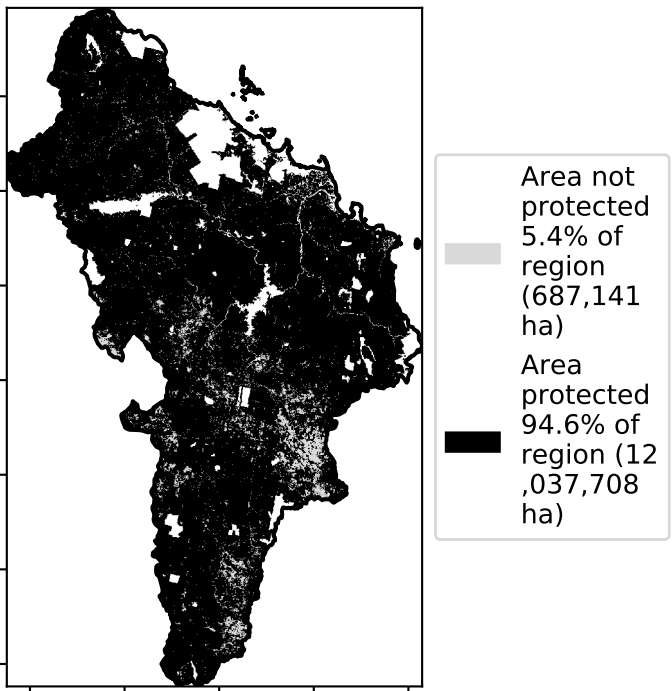 Area not
protected
5.4% of
region
(687,141
ha)
Area
protected
94.6% of
region (12
,037,708
ha)